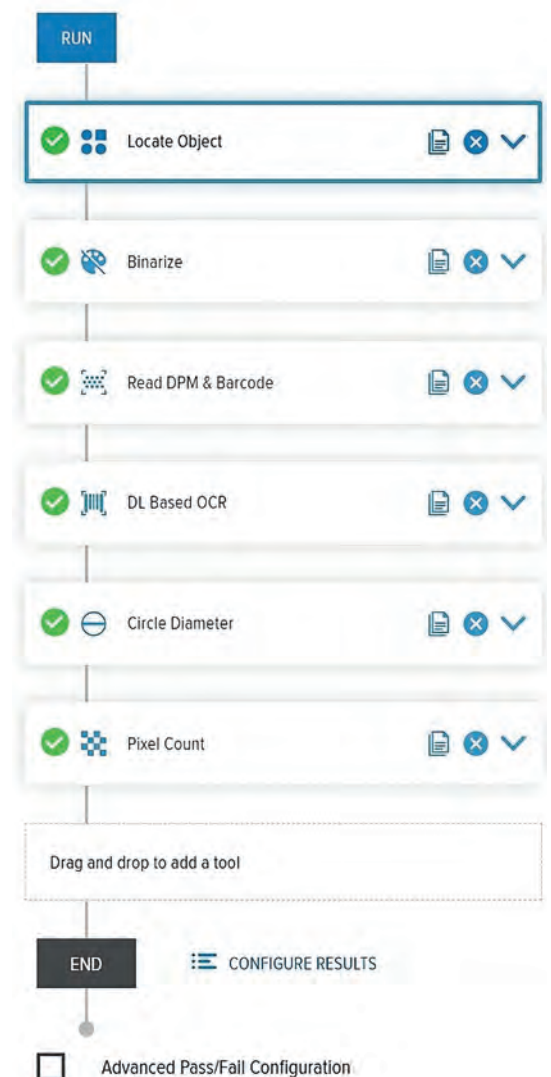 RUN
Locate Object
Binarize
Read DPM & Barcode
DL Based OCR
Circle Diameter
Pixel Count
Drag and drop to add a tool
END CONFIGURE RESULTS
Advanced Pass/Fail Configuration